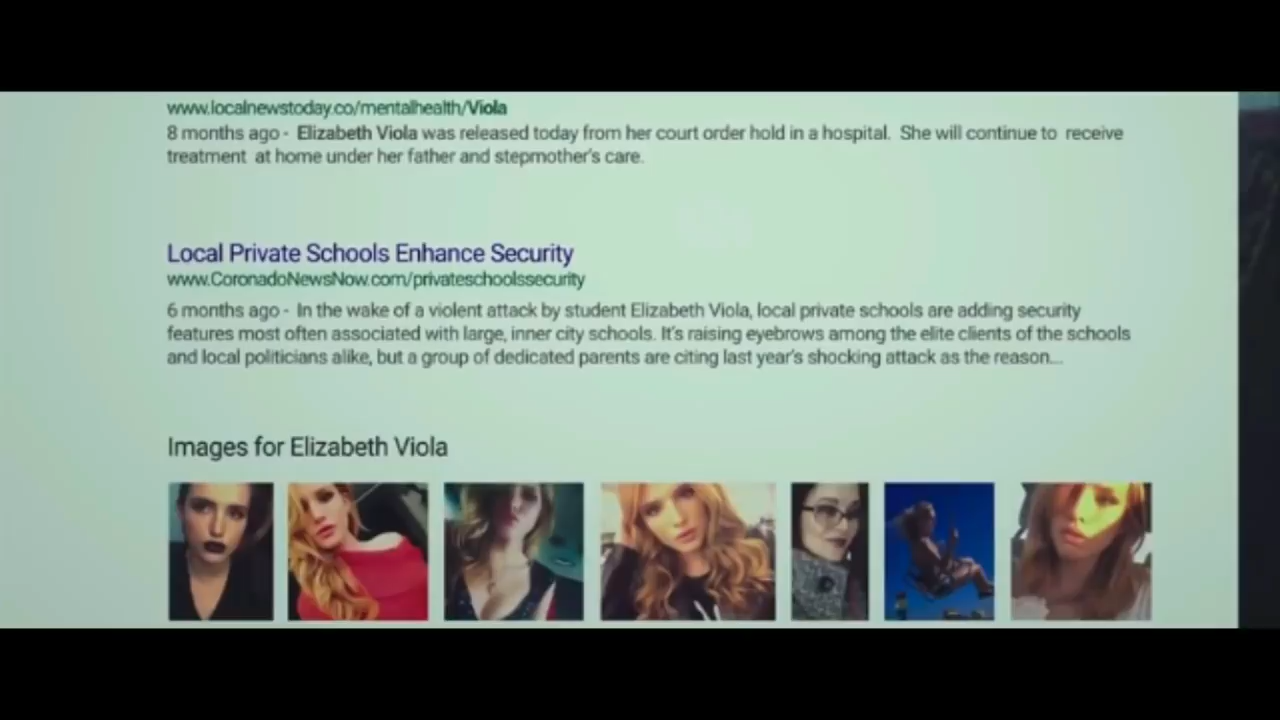 www.localnewstoday.co/mentalhealth/Viola
8 months ago - Elizabeth Viola was released today from her court order hold in a hospital. She will continue to receive
treatment at home under her father and stepmother's care.
Local Private Schools Enhance Security
www.CoronadoNewsNow.com/privateschoolssecurity
6 months ago - In the wake of a violent attack by student Elizabeth Viola, local private schools are adding security
features most often associated with large, inner city schools. It's raising eyebrows among the elite clients of the schools
and local politicians alike, but a group of dedicated parents are citing last year's shocking attack as the reason...
Images for Elizabeth Viola